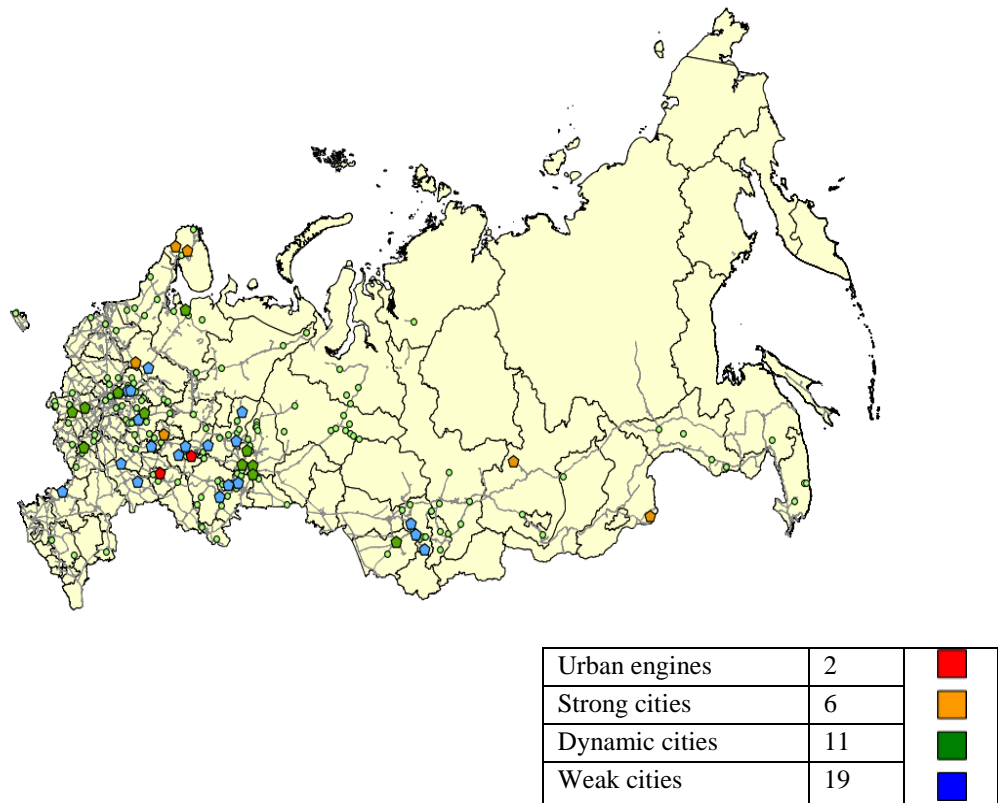 Urban engines 2
Strong cities 6
Dynamic cities 11
Weak cities 19